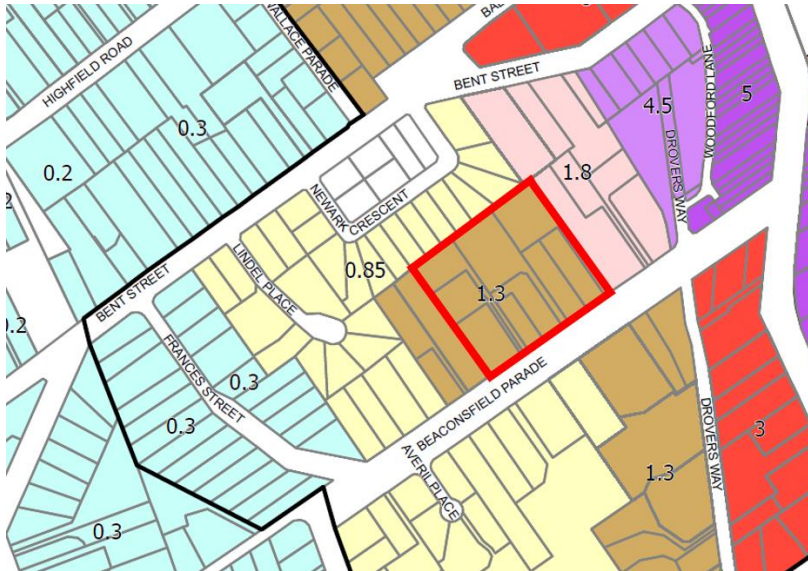 HIGHFIELD ROAD
WALLACE PARADE
BENT STREET
WOODFORD LANE
5
4.5
DROVERS WAY
0.3
0.2
1.8
NEWARK
CRESCENT
LINDEL PLACE
0.85
BENT STREET
1.3
0.2
FRANCES STREET
0.3
0.3
BEACONSFIELD PARADE
DROVERS WAY
AVERIL PLACE
3
1.3
0.3